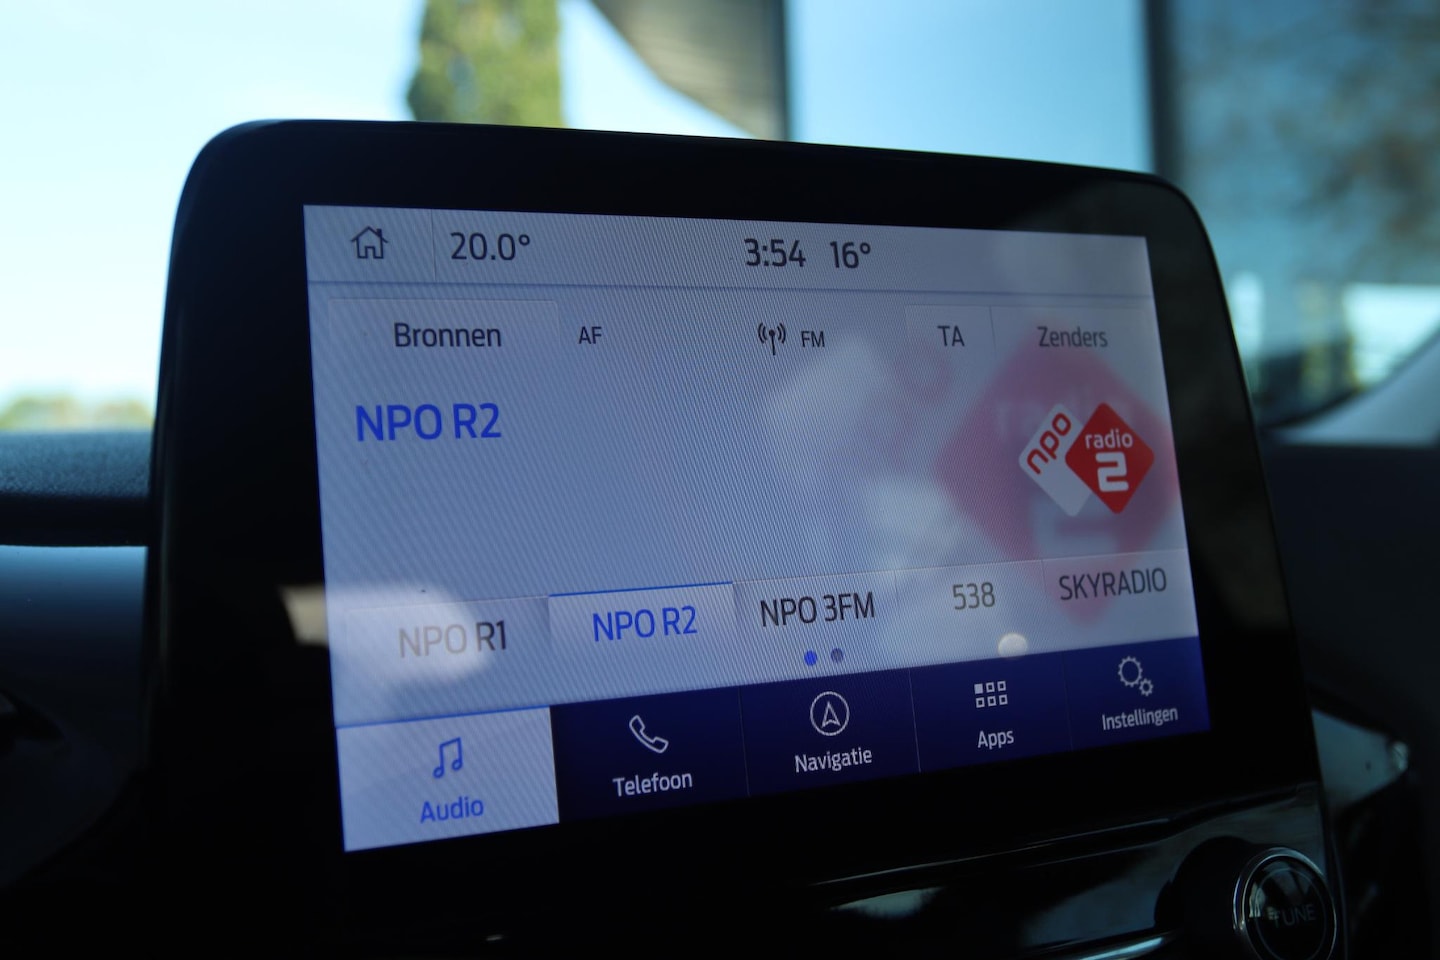 20.0° 3:54 16°
Bronnen AF FM TA Zenders
NPO R2
npo radio 2
NPO R1 NPO R2 NPO 3FM 538 SKYRADIO
Audio Telefoon Navigatie Apps Instellingen
TUNE